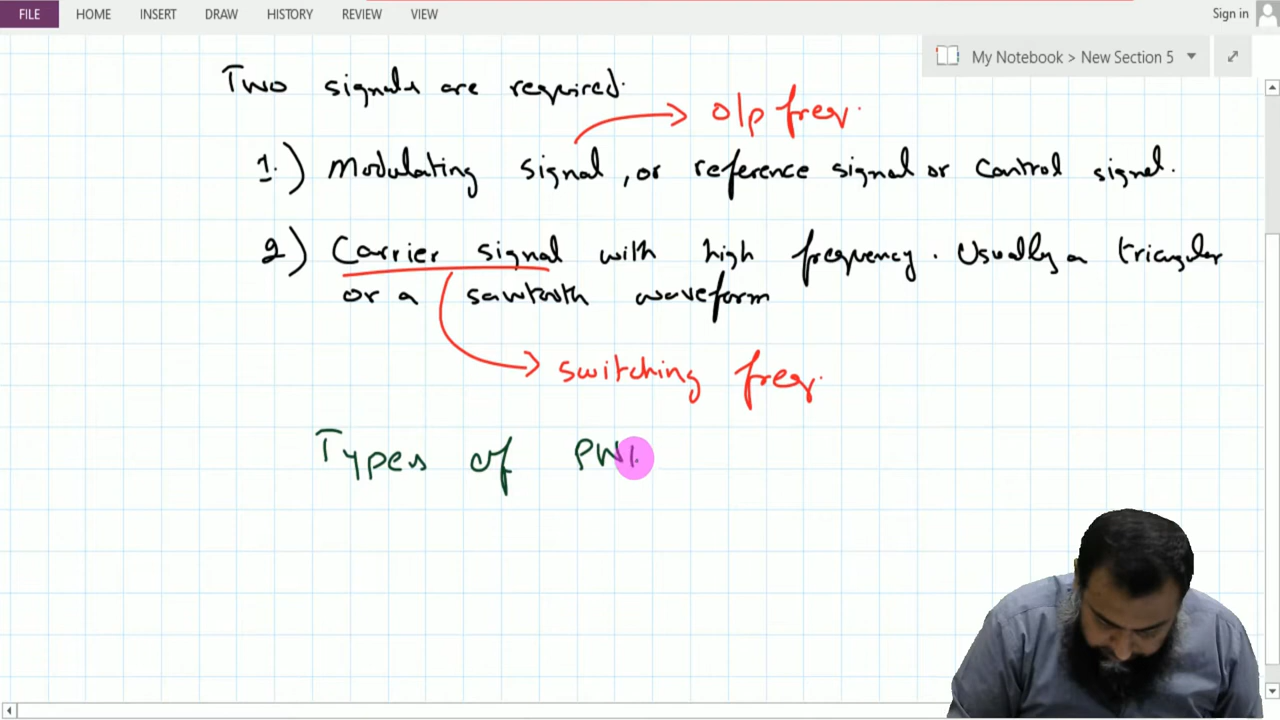 FILE HOME INSERT DRAW HISTORY REVIEW VIEW Sign in
My Notebook > New Section 5
Two signals are required.
o/p freq.
1.) Modulating signal, or reference signal or Control signal.
2.) Carrier signal with high frequency. Usually a triangular
or a sawtooth waveform
switching freq.
Types of PW